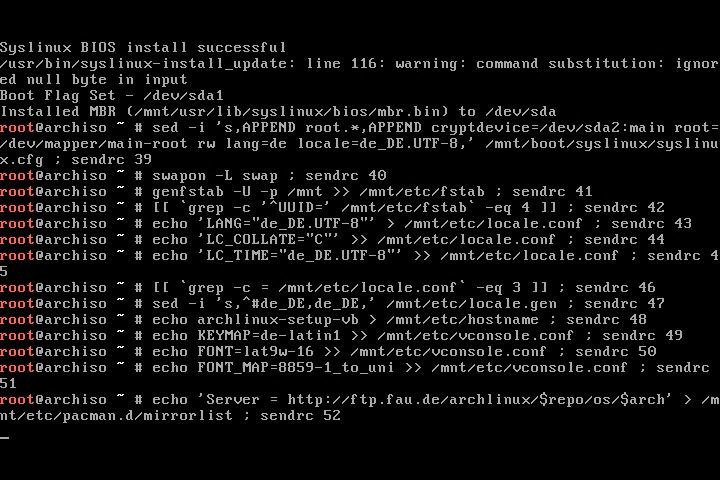 Syslinux BIOS install successful
/usr/bin/syslinux-install_update: line 116: warning: command substitution: ignor
ed null byte in input
Boot Flag Set - /dev/sda1
Installed MBR (/mnt/usr/lib/syslinux/bios/mbr.bin) to /dev/sda
root@archiso ~ # sed -i 's,APPEND root.*,APPEND cryptdevice=/dev/sda2:main root=
/dev/mapper/main-root rw lang=de locale=de_DE.UTF-8,' /mnt/boot/syslinux/syslinu
x.cfg ; sendrc 39
root@archiso ~ # swapon -L swap ; sendrc 40
root@archiso ~ # genfstab -U -p /mnt >> /mnt/etc/fstab ; sendrc 41
root@archiso ~ # [[ `grep -c '^UUID=' /mnt/etc/fstab` -eq 4 ]] ; sendrc 42
root@archiso ~ # echo 'LANG="de_DE.UTF-8"' > /mnt/etc/locale.conf ; sendrc 43
root@archiso ~ # echo 'LC_COLLATE="C"' >> /mnt/etc/locale.conf ; sendrc 44
root@archiso ~ # echo 'LC_TIME="de_DE.UTF-8"' >> /mnt/etc/locale.conf ; sendrc 4
5
root@archiso ~ # [[ `grep -c = /mnt/etc/locale.conf` -eq 3 ]] ; sendrc 46
root@archiso ~ # sed -i 's,^#de_DE,de_DE,' /mnt/etc/locale.gen ; sendrc 47
root@archiso ~ # echo archlinux-setup-vb > /mnt/etc/hostname ; sendrc 48
root@archiso ~ # echo KEYMAP=de-latin1 >> /mnt/etc/vconsole.conf ; sendrc 49
root@archiso ~ # echo FONT=lat9w-16 >> /mnt/etc/vconsole.conf ; sendrc 50
root@archiso ~ # echo FONT_MAP=8859-1_to_uni >> /mnt/etc/vconsole.conf ; sendrc
51
root@archiso ~ # echo 'Server = http://ftp.fau.de/archlinux/$repo/os/$arch' > /m
nt/etc/pacman.d/mirrorlist ; sendrc 52